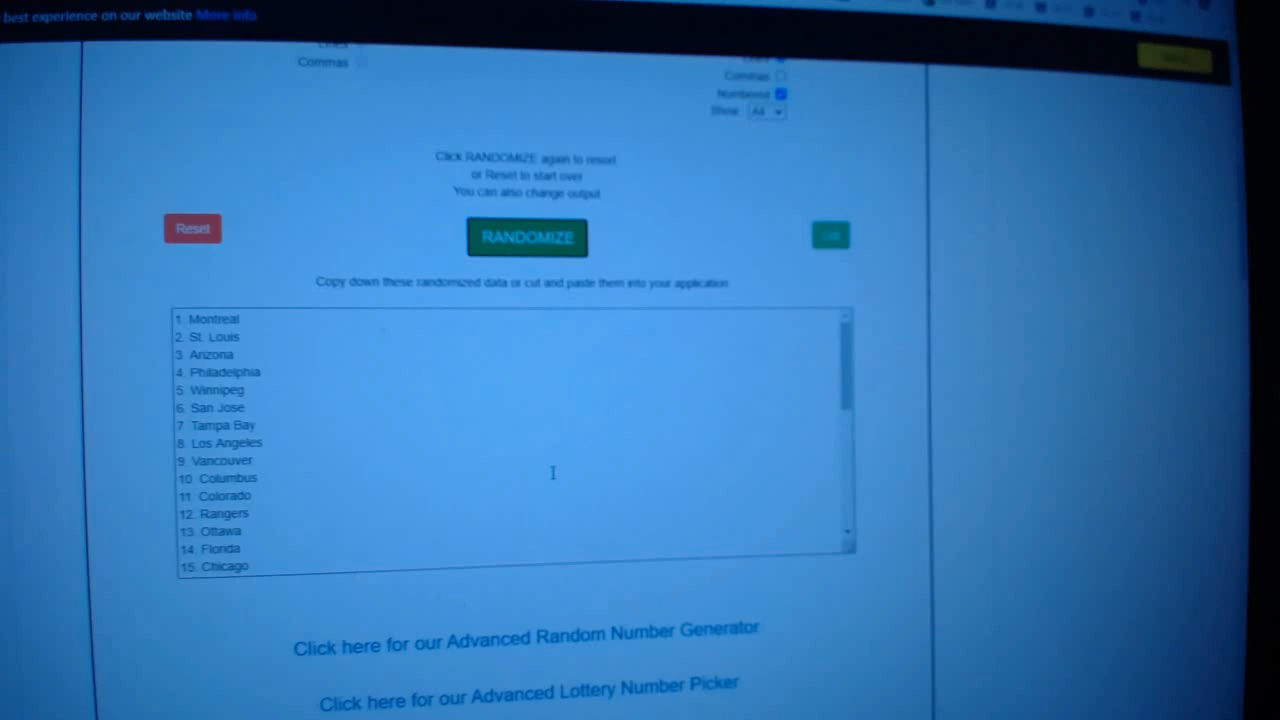 best experience on our website More info
Commas
Commas
Numbered
Show All
Click RANDOMIZE again to resort
or Reset to start over
You can also change output
Reset
RANDOMIZE
Copy down these randomized data or cut and paste them into your application
1. Montreal
2. St. Louis
3. Arizona
4. Philadelphia
5. Winnipeg
6. San Jose
7. Tampa Bay
8. Los Angeles
9. Vancouver
10. Columbus
11. Colorado
12. Rangers
13. Ottawa
14. Florida
15. Chicago
Click here for our Advanced Random Number Generator
Click here for our Advanced Lottery Number Picker